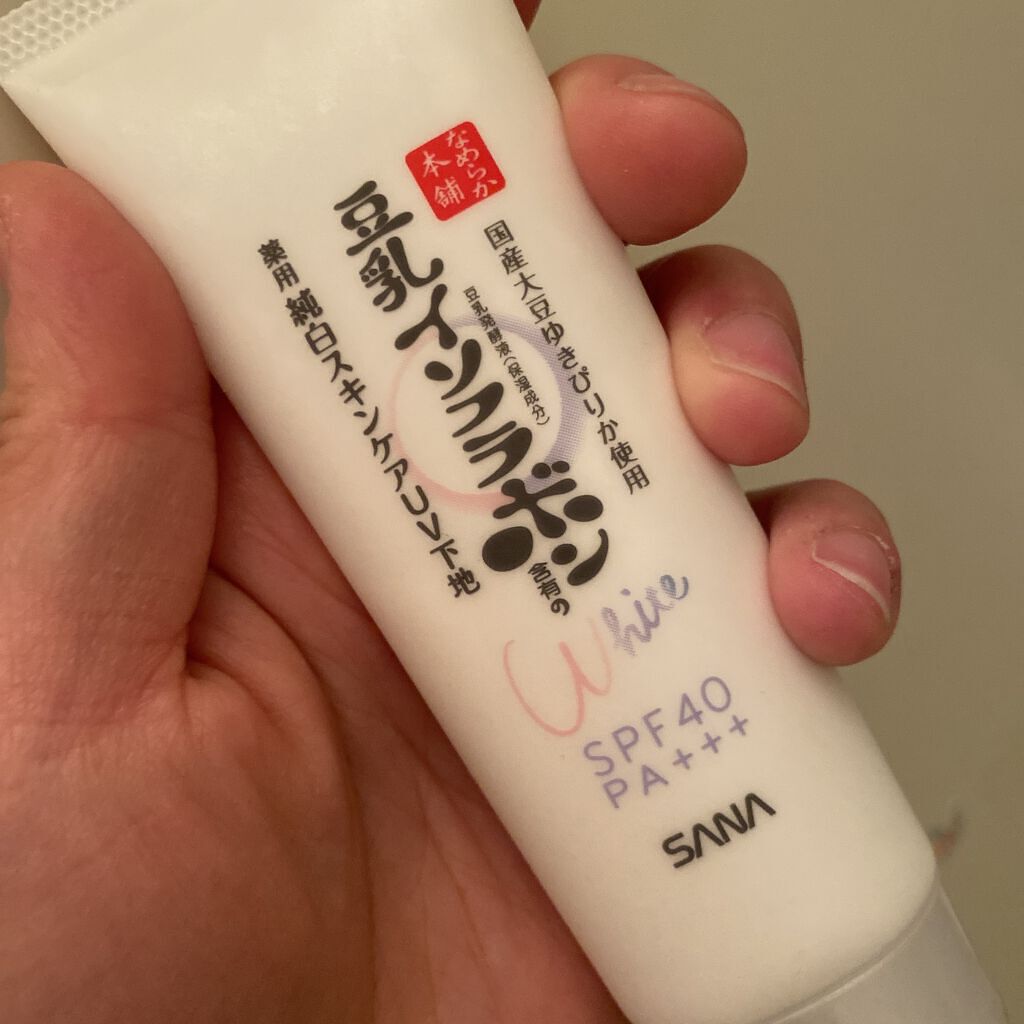 なめらか
本舗
国産大豆ゆきぴりか使用
豆乳発酵液(保湿成分)
豆乳イソフラボン
含有の
薬用 純白スキンケアUV下地
White
SPF40
PA+++
SANA